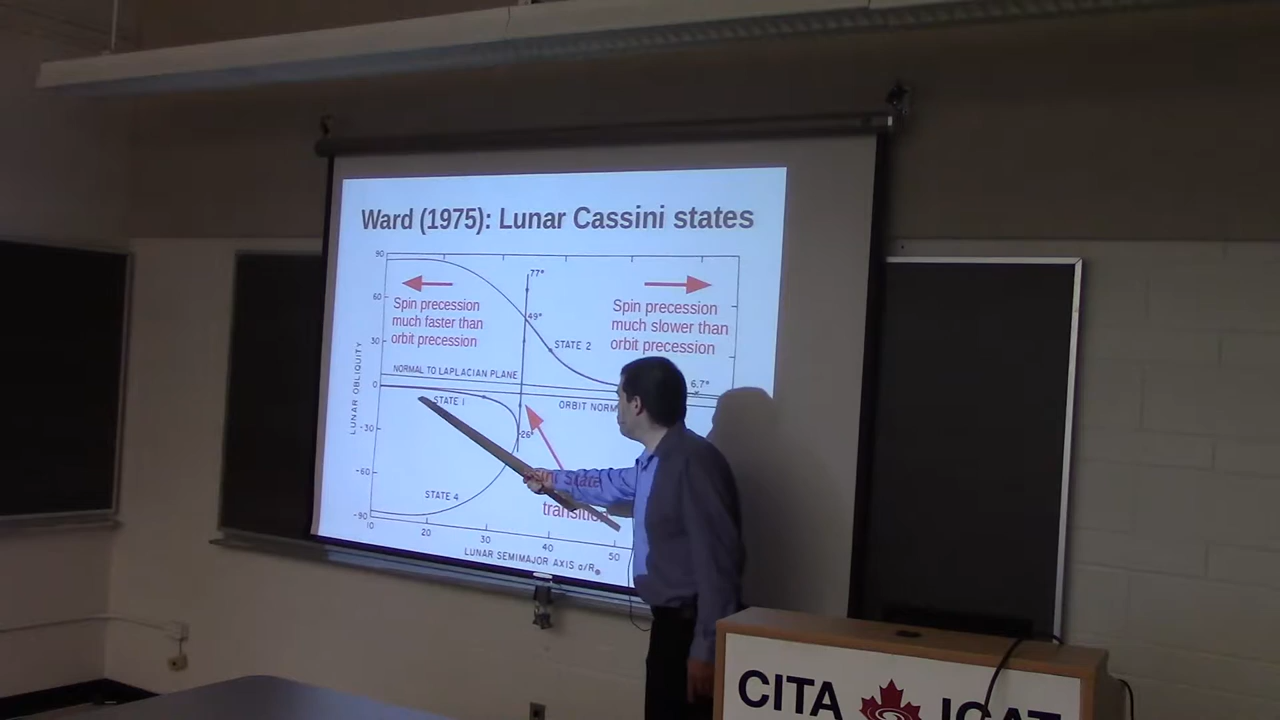 Ward (1975): Lunar Cassini states
90
60
30
0
-30
-60
-90
LUNAR OBLIQUITY
Spin precession
much faster than
orbit precession
77°
49°
STATE 2
Spin precession
much slower than
orbit precession
NORMAL TO LAPLACIAN PLANE
6.7°
STATE 1
ORBIT
-26°
STATE 4
State
transition
10
20
30
40
50
LUNAR SEMIMAJOR AXIS a/R⊕
CITA